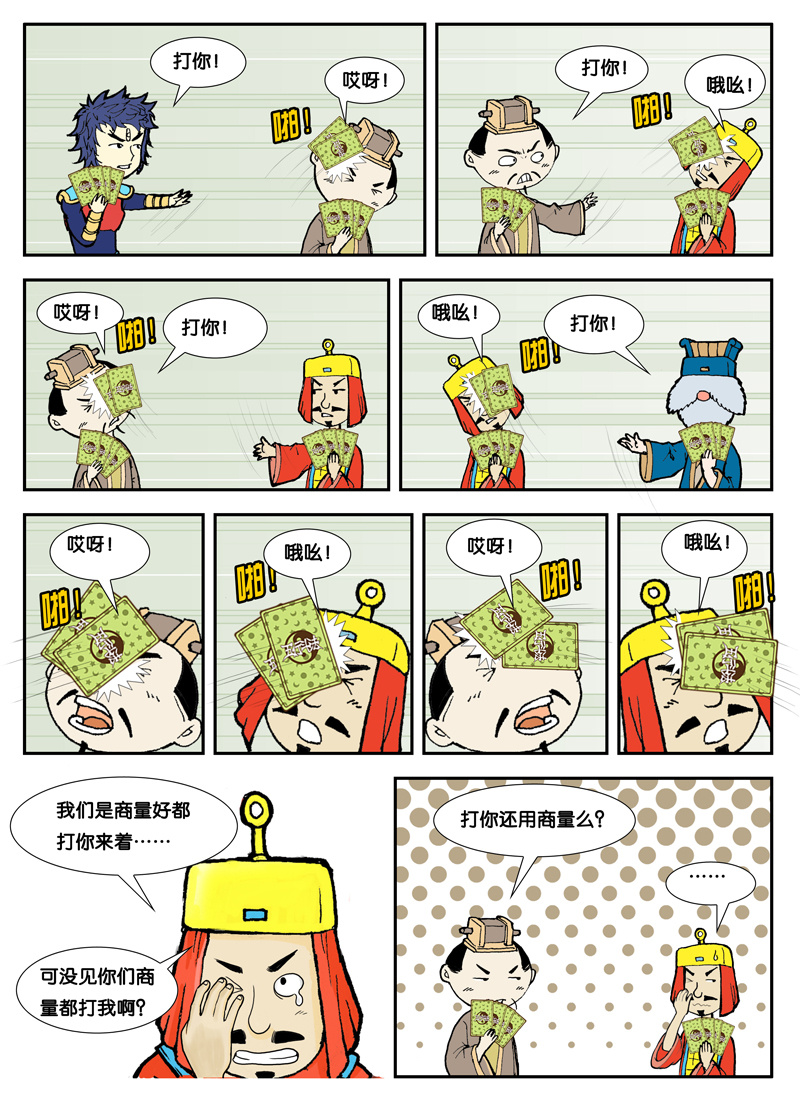 打你！
哎呀！
啪！
打你！
哦吆！
啪！
哎呀！
啪！
打你！
哦吆！
啪！
打你！
哎呀！
啪！
哦吆！
啪！
哎呀！
啪！
哦吆！
啪！
我们是商量好都
打你来着……
可没见你们商
量都打我啊？
打你还用商量么？
……